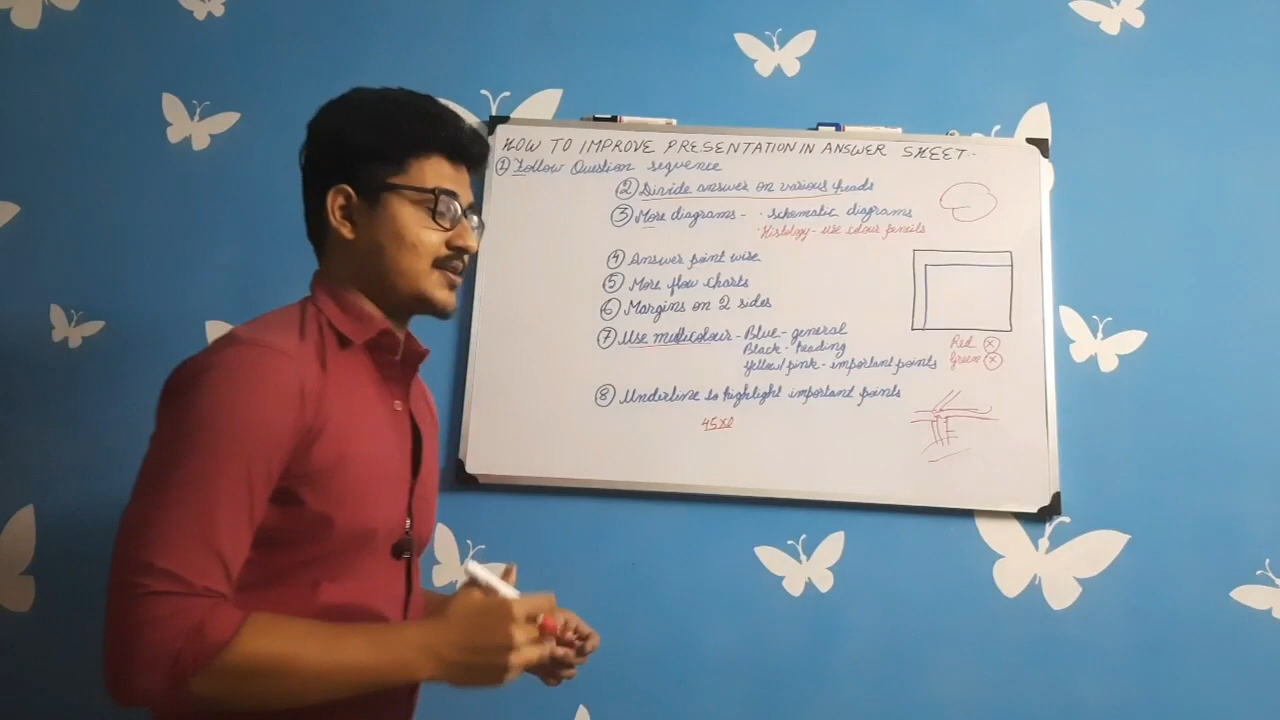 HOW TO IMPROVE PRESENTATION IN ANSWER SHEET:-
① Follow Question sequence
② Divide answer on various heads
③ More diagrams - · schematic diagrams
· Histology - use colour pencils
④ Answer point wise
⑤ More flow charts
⑥ Margins on 2 sides
⑦ Use multicolour - Blue - general
Black - heading
Yellow/pink - important points
Red ⓧ
Green ⓧ
⑧ Underline to highlight important points